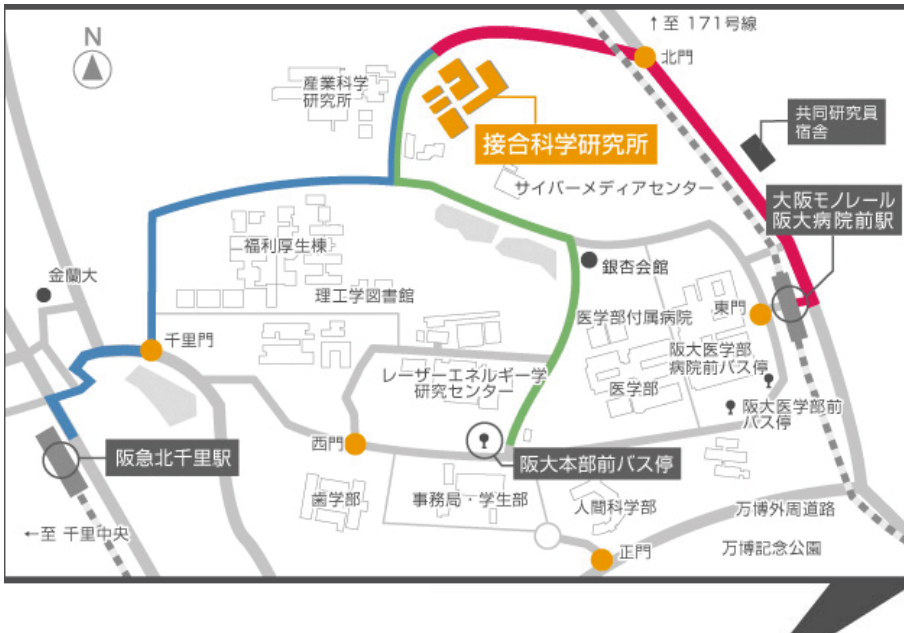 N
↑至 171号線
北門
産業科学
研究所
共同研究員
宿舎
接合科学研究所
サイバーメディアセンター
大阪モノレール
阪大病院前駅
福利厚生棟
銀杏会館
金蘭大
理工学図書館
東門
医学部付属病院
千里門
阪大医学部
病院前バス停
レーザーエネルギー学
研究センター
医学部
阪大医学部前
バス停
西門
阪急北千里駅
阪大本部前バス停
歯学部
事務局・学生部
人間科学部
万博外周道路
←至 千里中央
正門
万博記念公園